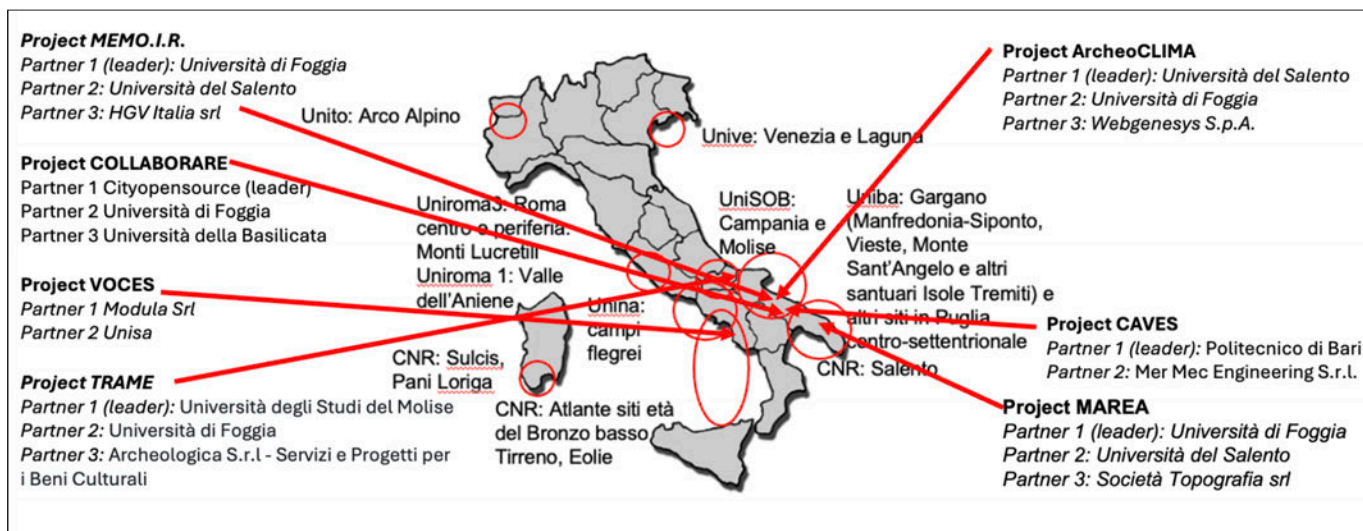 Project MEMO.I.R.
Partner 1 (leader): Università di Foggia
Partner 2: Università del Salento
Partner 3: HGV Italia srl
Project COLLABORARE
Partner 1 Cityopensource (leader)
Partner 2 Università di Foggia
Partner 3 Università della Basilicata
Project VOCES
Partner 1 Modula Srl
Partner 2 Unisa
Project TRAME
Partner 1 (leader): Università degli Studi del Molise
Partner 2: Università di Foggia
Partner 3: Archeologica S.r.l - Servizi e Progetti per
i Beni Culturali
Unito: Arco Alpino
Unive: Venezia e Laguna
Uniroma3: Roma
centro e periferia.
Monti Lucretili
Uniroma 1: Valle
dell'Aniene
UniSOB:
Campania e
Molise
Uniba: Gargano
(Manfredonia-Siponto,
Vieste, Monte
Sant'Angelo e altri
santuari Isole Tremiti) e
altri siti in Puglia
centro-settentrionale
Unina:
campi
flegrei
CNR: Sulcis,
Pani Loriga
CNR: Atlante siti età
del Bronzo basso
Tirreno, Eolie
CNR: Salento
Project ArcheoCLIMA
Partner 1 (leader): Università del Salento
Partner 2: Università di Foggia
Partner 3: Webgenesys S.p.A.
Project CAVES
Partner 1 (leader): Politecnico di Bari
Partner 2: Mer Mec Engineering S.r.l.
Project MAREA
Partner 1 (leader): Università di Foggia
Partner 2: Università del Salento
Partner 3: Società Topografia srl